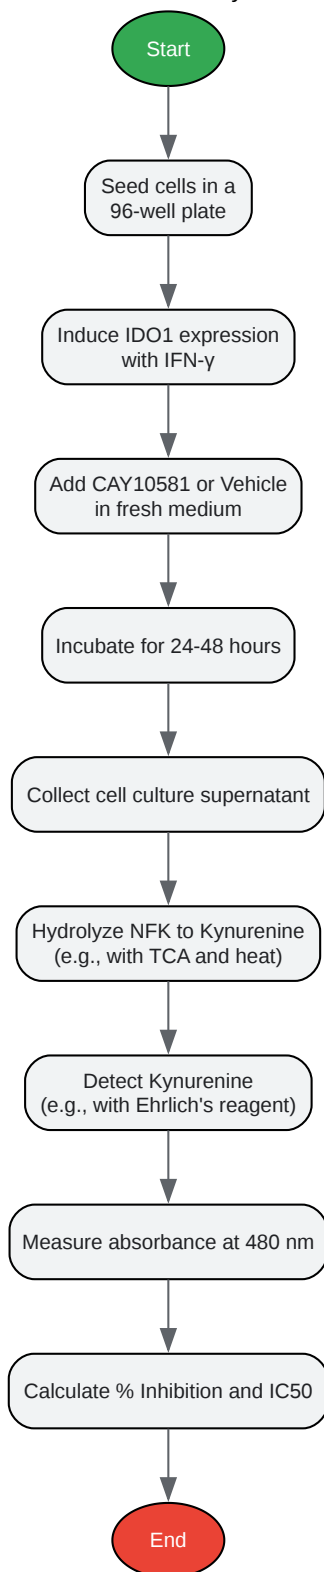 Start
Seed cells in a
96-well plate
Induce IDO1 expression
with IFN-γ
Add CAY10581 or Vehicle
in fresh medium
Incubate for 24-48 hours
Collect cell culture supernatant
Hydrolyze NFK to Kynurenine
(e.g., with TCA and heat)
Detect Kynurenine
(e.g., with Ehrlich's reagent)
Measure absorbance at 480 nm
Calculate % Inhibition and IC50
End